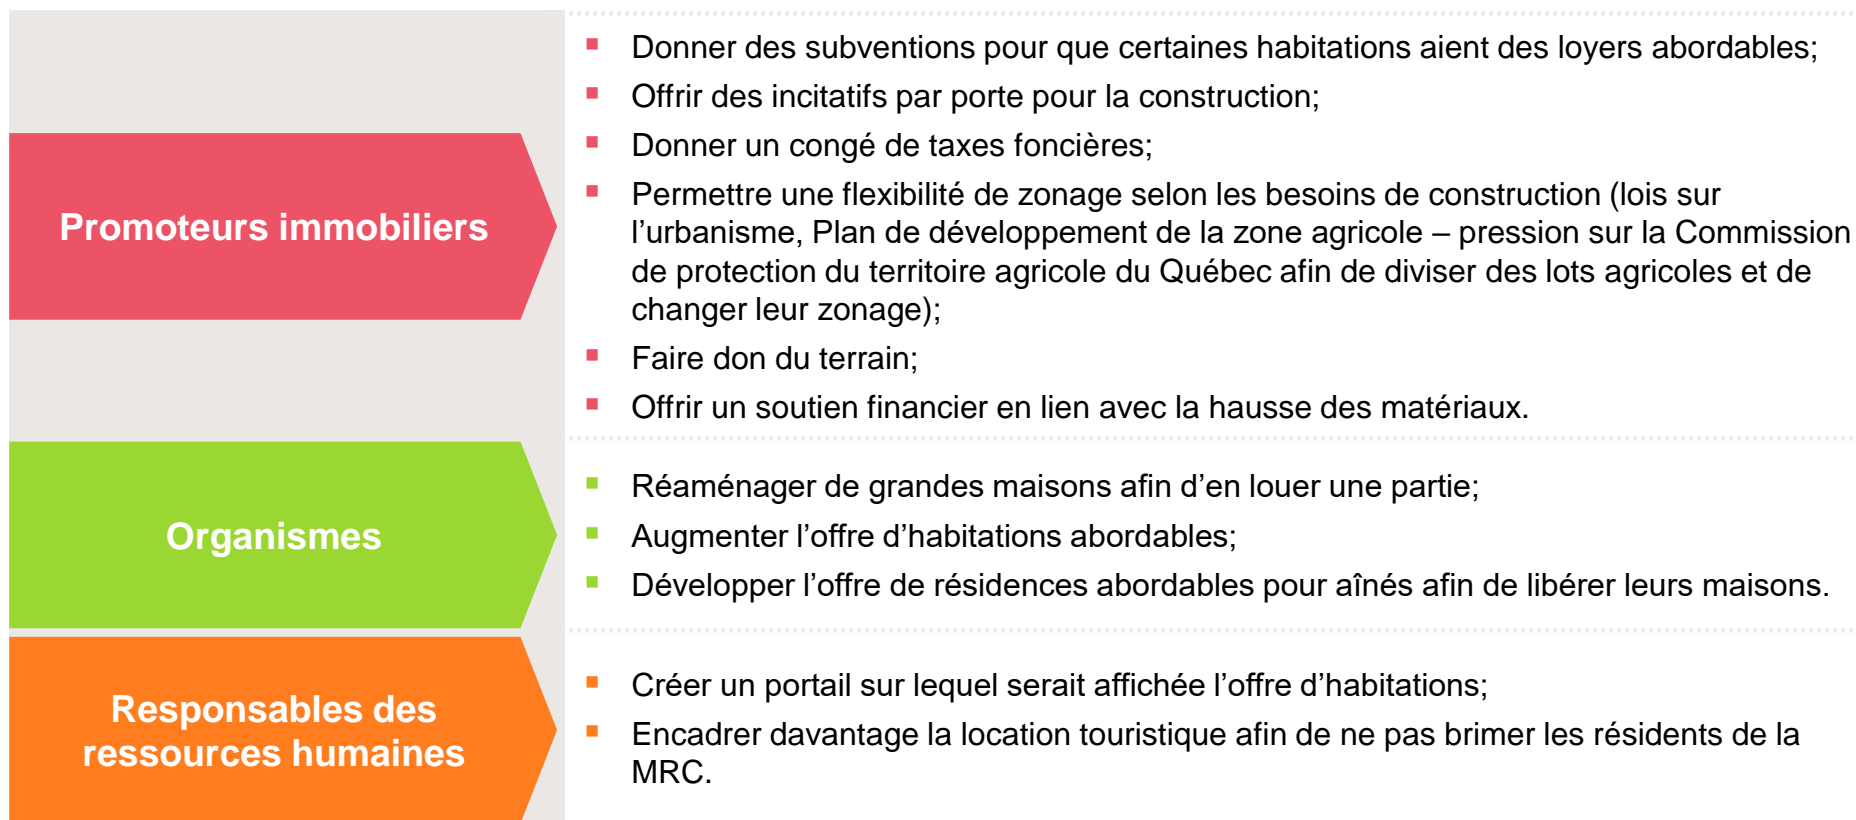 Promoteurs immobiliers
▪ Donner des subventions pour que certaines habitations aient des loyers abordables;
▪ Offrir des incitatifs par porte pour la construction;
▪ Donner un congé de taxes foncières;
▪ Permettre une flexibilité de zonage selon les besoins de construction (lois sur
l’urbanisme, Plan de développement de la zone agricole – pression sur la Commission
de protection du territoire agricole du Québec afin de diviser des lots agricoles et de
changer leur zonage);
▪ Faire don du terrain;
▪ Offrir un soutien financier en lien avec la hausse des matériaux.
Organismes
▪ Réaménager de grandes maisons afin d’en louer une partie;
▪ Augmenter l’offre d’habitations abordables;
▪ Développer l’offre de résidences abordables pour aînés afin de libérer leurs maisons.
Responsables des
ressources humaines
▪ Créer un portail sur lequel serait affichée l’offre d’habitations;
▪ Encadrer davantage la location touristique afin de ne pas brimer les résidents de la
MRC.